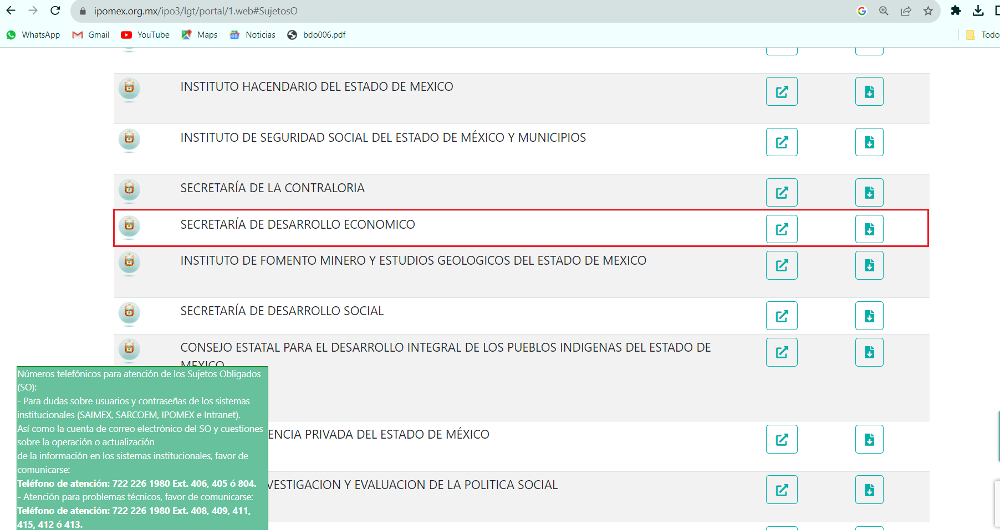 ipomex.org.mx/ipo3/lgt/portal/1.web#SujetosO
WhatsApp Gmail YouTube Maps Noticias bdo006.pdf Todo
INSTITUTO HACENDARIO DEL ESTADO DE MEXICO
INSTITUTO DE SEGURIDAD SOCIAL DEL ESTADO DE MÉXICO Y MUNICIPIOS
SECRETARÍA DE LA CONTRALORIA
SECRETARÍA DE DESARROLLO ECONOMICO
INSTITUTO DE FOMENTO MINERO Y ESTUDIOS GEOLOGICOS DEL ESTADO DE MEXICO
SECRETARÍA DE DESARROLLO SOCIAL
CONSEJO ESTATAL PARA EL DESARROLLO INTEGRAL DE LOS PUEBLOS INDIGENAS DEL ESTADO DE
MEXICO
ENCIA PRIVADA DEL ESTADO DE MÉXICO
VESTIGACION Y EVALUACION DE LA POLITICA SOCIAL
Números telefónicos para atención de los Sujetos Obligados
(SO):
- Para dudas sobre usuarios y contraseñas de los sistemas
institucionales (SAIMEX, SARCOEM, IPOMEX e Intranet).
Así como la cuenta de correo electrónico del SO y cuestiones
sobre la operación o actualización
de la información en los sistemas institucionales, favor de
comunicarse:
Teléfono de atención: 722 226 1980 Ext. 406, 405 ó 804.
- Atención para problemas técnicos, favor de comunicarse:
Teléfono de atención: 722 226 1980 Ext. 408, 409, 411,
415, 412 ó 413.